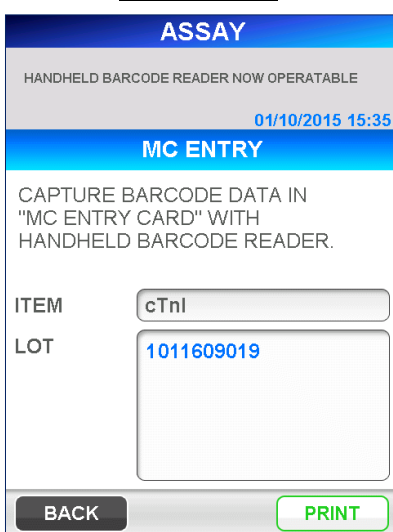 ASSAY
HANDHELD BARCODE READER NOW OPERATABLE
01/10/2015 15:35
MC ENTRY
CAPTURE BARCODE DATA IN
"MC ENTRY CARD" WITH
HANDHELD BARCODE READER.
ITEM cTnI
LOT 1011609019
BACK PRINT